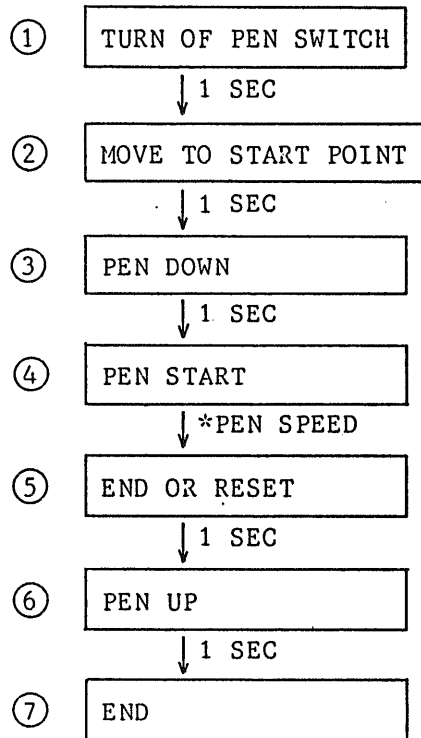 ① TURN OF PEN SWITCH
1 SEC
② MOVE TO START POINT
1 SEC
③ PEN DOWN
1 SEC
④ PEN START
*PEN SPEED
⑤ END OR RESET
1 SEC
⑥ PEN UP
1 SEC
⑦ END